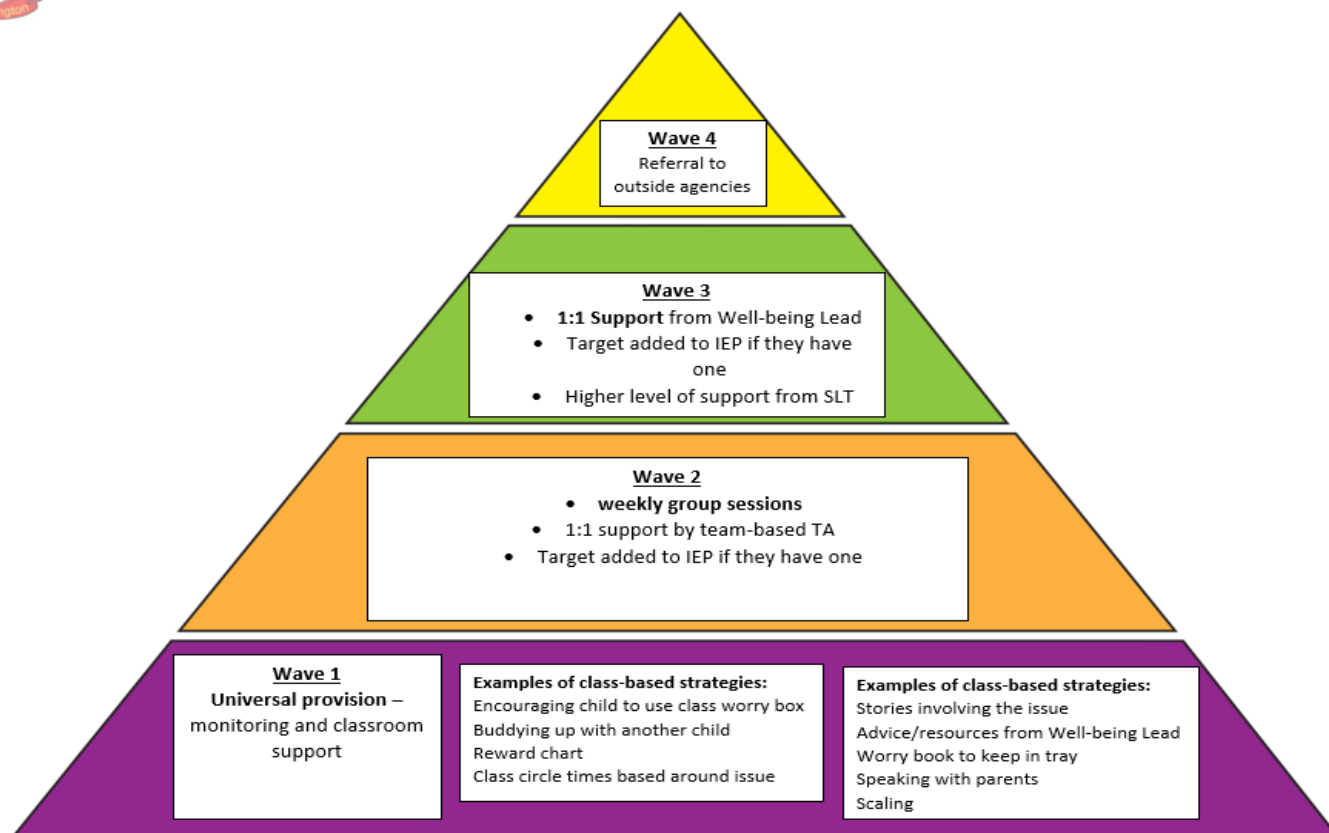 ngton
Wave 4
Referral to
outside agencies
Wave 3
• 1:1 Support from Well-being Lead
• Target added to IEP if they have
one
• Higher level of support from SLT
Wave 2
• weekly group sessions
• 1:1 support by team-based TA
• Target added to IEP if they have one
Wave 1
Universal provision –
monitoring and classroom
support
Examples of class-based strategies:
Encouraging child to use class worry box
Buddying up with another child
Reward chart
Class circle times based around issue
Examples of class-based strategies:
Stories involving the issue
Advice/resources from Well-being Lead
Worry book to keep in tray
Speaking with parents
Scaling